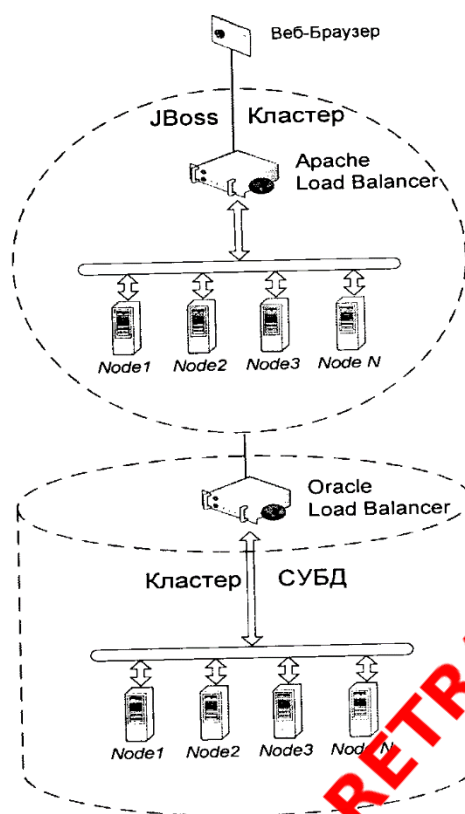 Веб-Браузер
JBoss Кластер
Apache
Load Balancer
Node1 Node2 Node3 Node N
Oracle
Load Balancer
Кластер СУБД
Node1 Node2 Node3 Node N
RETR